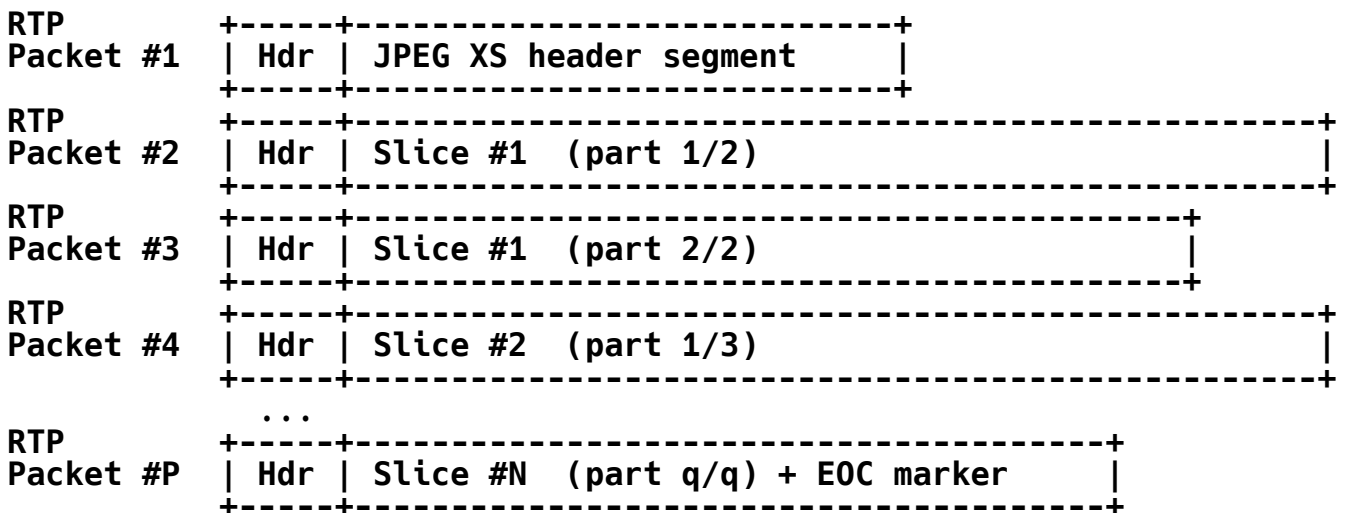 RTP          +-----+----------------------------+
Packet #1  | Hdr | JPEG XS header segment     |
           +-----+----------------------------+
RTP          +-----+--------------------------------------------------+
Packet #2  | Hdr | Slice #1  (part 1/2)                             |
           +-----+--------------------------------------------------+
RTP          +-----+-------------------------------------------+
Packet #3  | Hdr | Slice #1  (part 2/2)                      |
           +-----+-------------------------------------------+
RTP          +-----+--------------------------------------------------+
Packet #4  | Hdr | Slice #2  (part 1/3)                             |
           +-----+--------------------------------------------------+
             ...
RTP          +-----+---------------------------------------+
Packet #P  | Hdr | Slice #N  (part q/q) + EOC marker     |
           +-----+---------------------------------------+